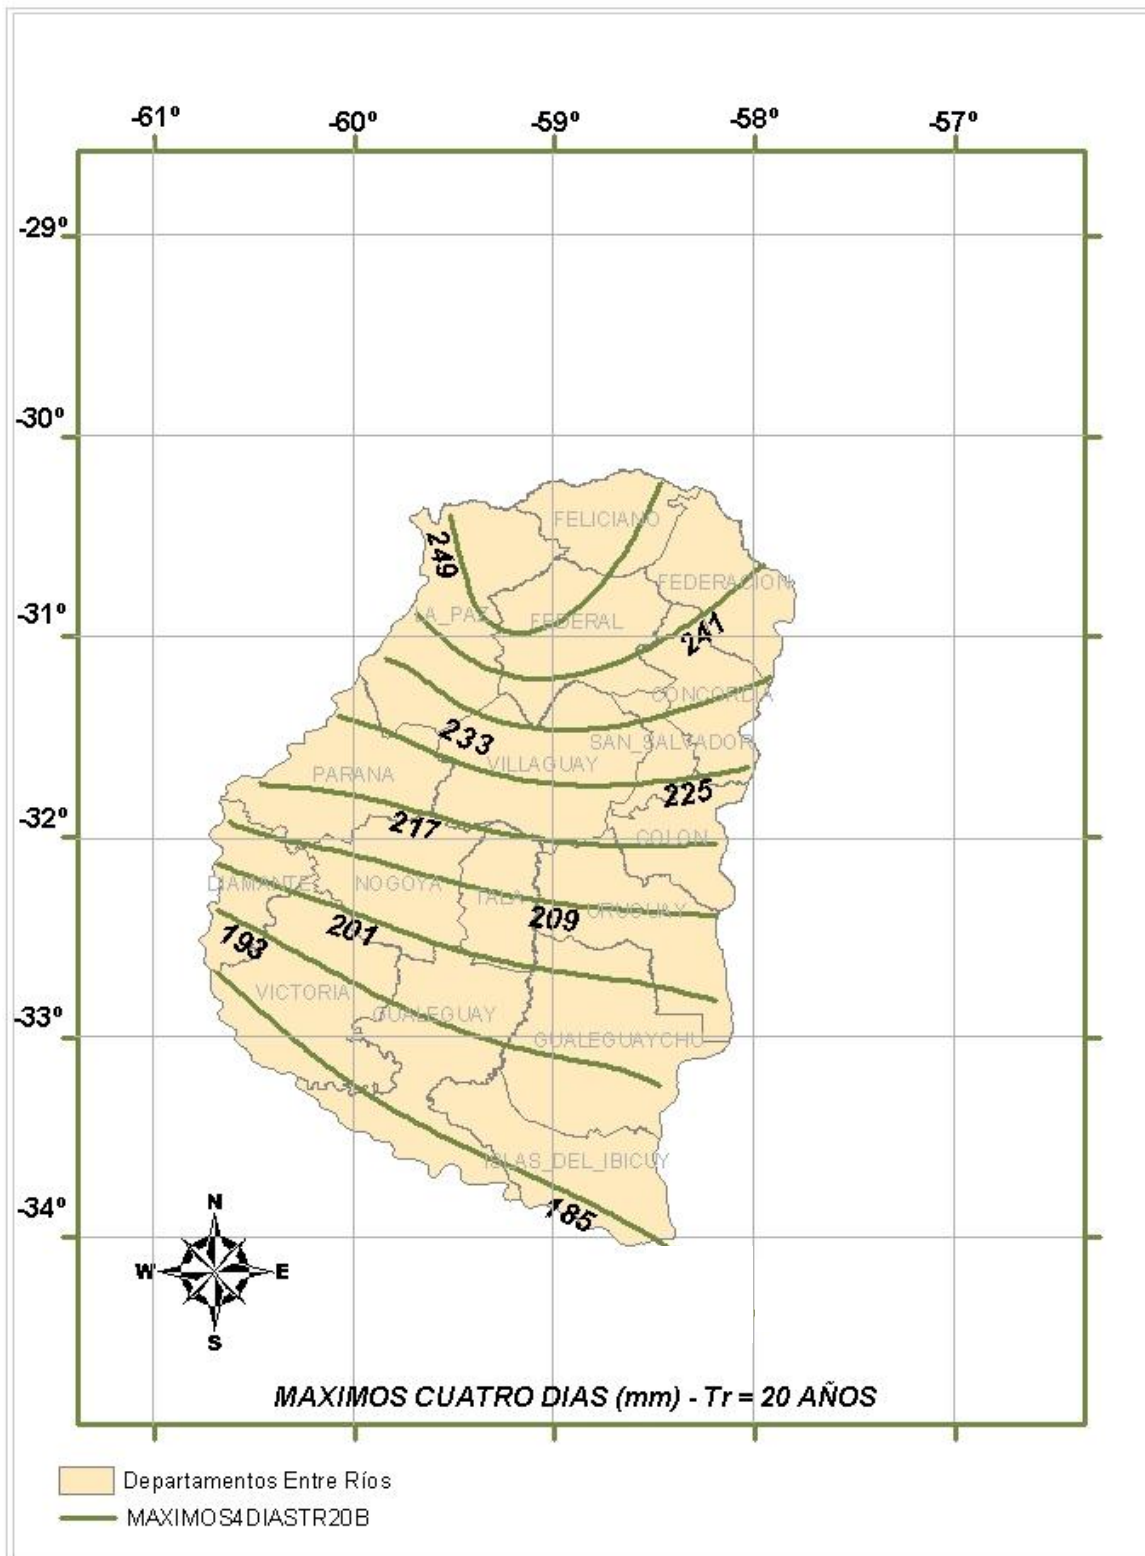 -61º -60º -59º -58º -57º
-29º
-30º
FELICIANO
249
FEDERACION
-31º
LA_PAZ
FEDERAL
241
CONCORDIA
233
SAN_SALVADOR
VILLAGUAY
PARANA
225
-32º
217
COLON
DIAMANTE
NOGOYA
TALA
URUGUAY
209
201
193
VICTORIA
GUALEGUAY
-33º
GUALEGUAYCHU
ISLAS_DEL_IBICUY
-34º
185
N
W E
S
MAXIMOS CUATRO DIAS (mm) - Tr = 20 AÑOS
Departamentos Entre Ríos
MAXIMOS4DIASTR20B